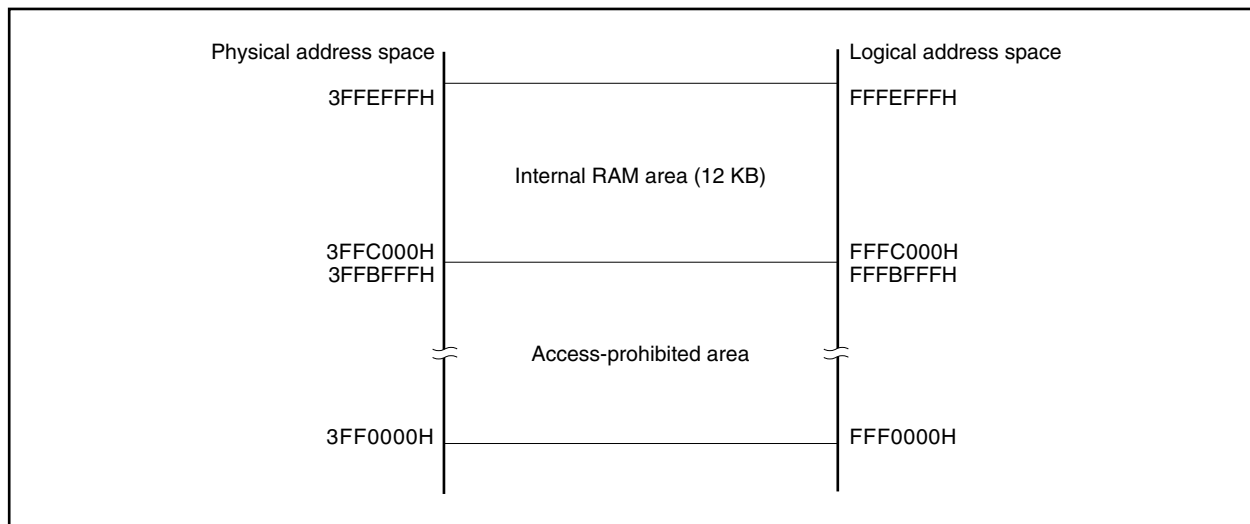 Physical address space
Logical address space
3FFEFFFH
FFFEFFFH
Internal RAM area (12 KB)
3FFC000H
FFFC000H
3FFBFFFH
FFFBFFFH
Access-prohibited area
3FF0000H
FFF0000H